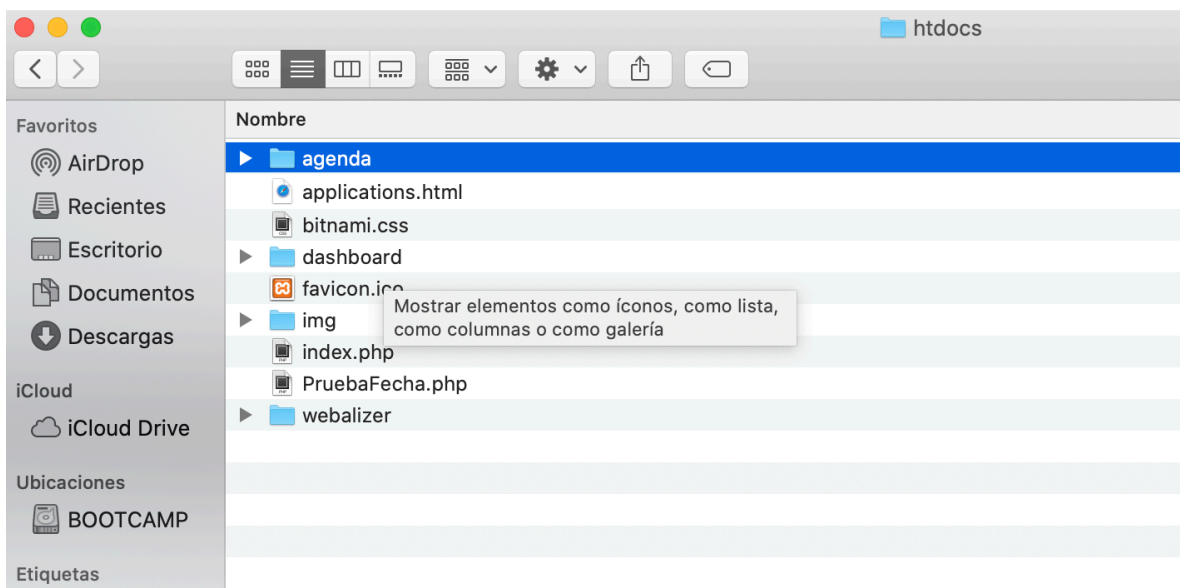 htdocs
Favoritos
AirDrop
Recientes
Escritorio
Documentos
Descargas
iCloud
iCloud Drive
Ubicaciones
BOOTCAMP
Etiquetas
Nombre
agenda
applications.html
bitnami.css
dashboard
favicon.ico
Mostrar elementos como íconos, como lista,
como columnas o como galería
img
index.php
PruebaFecha.php
webalizer